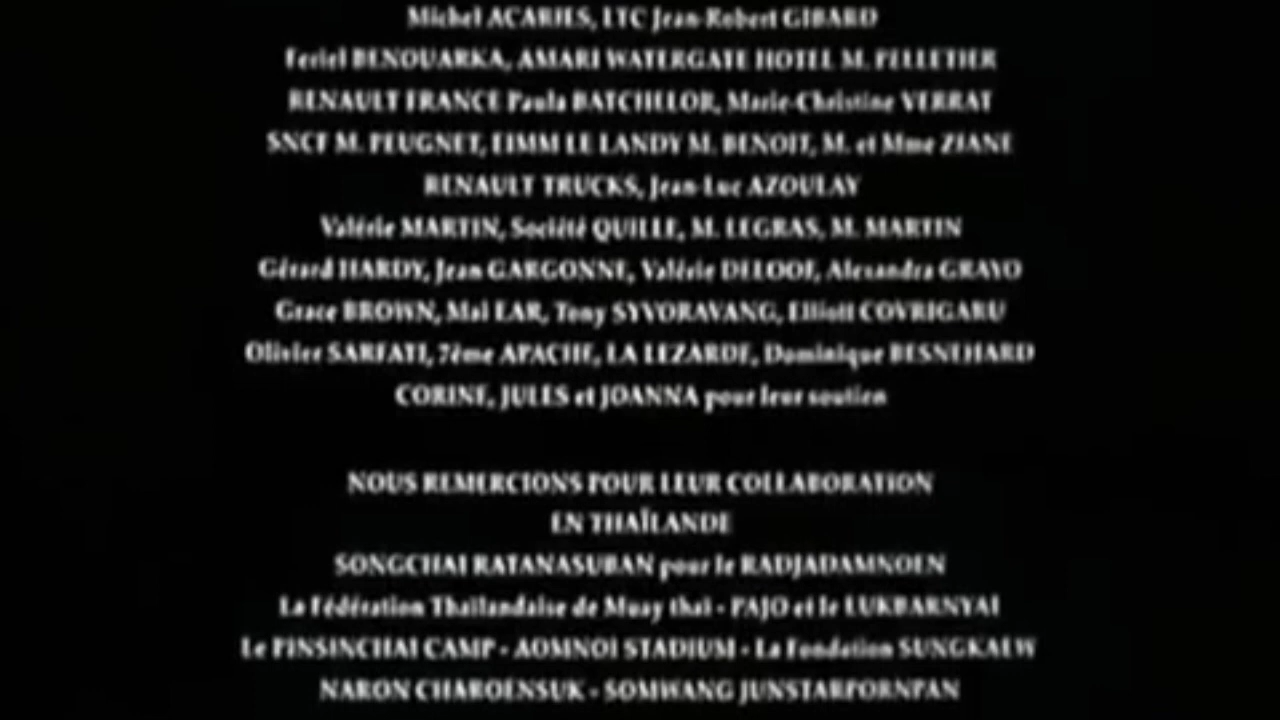 Michel ACARIES, LTC Jean-Robert GIBARD
Feriel BENOUARKA, AMARI WATERGATE HOTEL M. PELLETIER
RENAULT FRANCE Paula BATCHELOR, Marie-Christine VERRAT
SNCF M. PEUGNET, EIMM LE LANDY M. BENOIT, M. et Mme ZIANE
RENAULT TRUCKS, Jean-Luc AZOULAY
Valérie MARTIN, Société QUILLE, M. LEGRAS, M. MARTIN
Gérard HARDY, Jean GARGONNE, Valérie DELOOF, Alexandra GRAYO
Grace BROWN, Mal EAR, Tony SYVORAVANG, Elliott COVRIGARU
Olivier SARFATI, 7ème APACHE, LA LEZARDE, Dominique BESNEHARD
CORINE, JULES et JOANNA pour leur soutien
NOUS REMERCIONS POUR LEUR COLLABORATION
EN THAÏLANDE
SONGCHAI RATANASUBAN pour le RADJADAMNOEN
La Fédération Thaïlandaise de Muay thaï - PAJO et le LUKBARNYAI
Le PINSINCHAI CAMP - AOMNOI STADIUM - La Fondation SUNGKAEW
NARON CHAROENSUK - SOMWANG JUNSTARPORNPAN